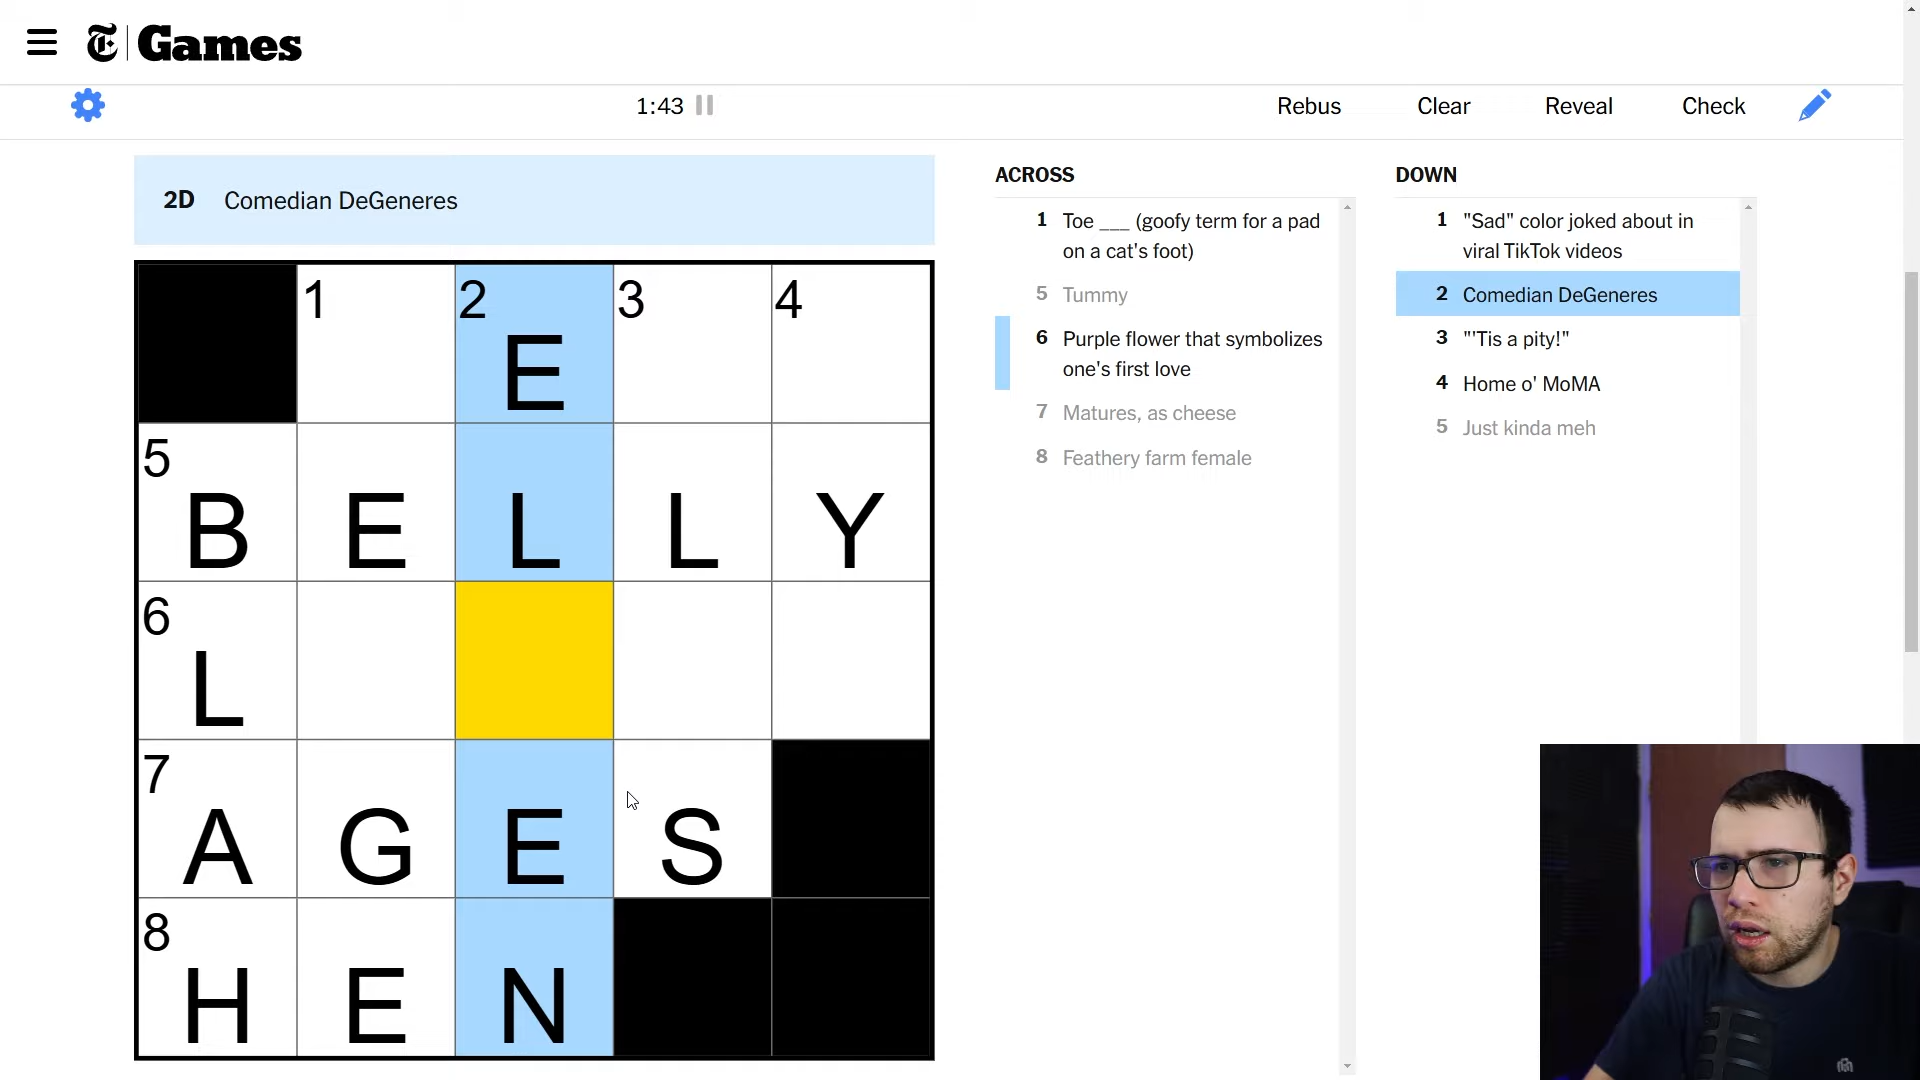 T Games
1:43
Rebus Clear Reveal Check
2D Comedian DeGeneres
1 2 3 4
E
5
B E L L Y
6
L
7
A G E S
8
H E N
ACROSS
1 Toe ___ (goofy term for a pad
on a cat's foot)
5 Tummy
6 Purple flower that symbolizes
one's first love
7 Matures, as cheese
8 Feathery farm female
DOWN
1 "Sad" color joked about in
viral TikTok videos
2 Comedian DeGeneres
3 "'Tis a pity!"
4 Home o' MoMA
5 Just kinda meh